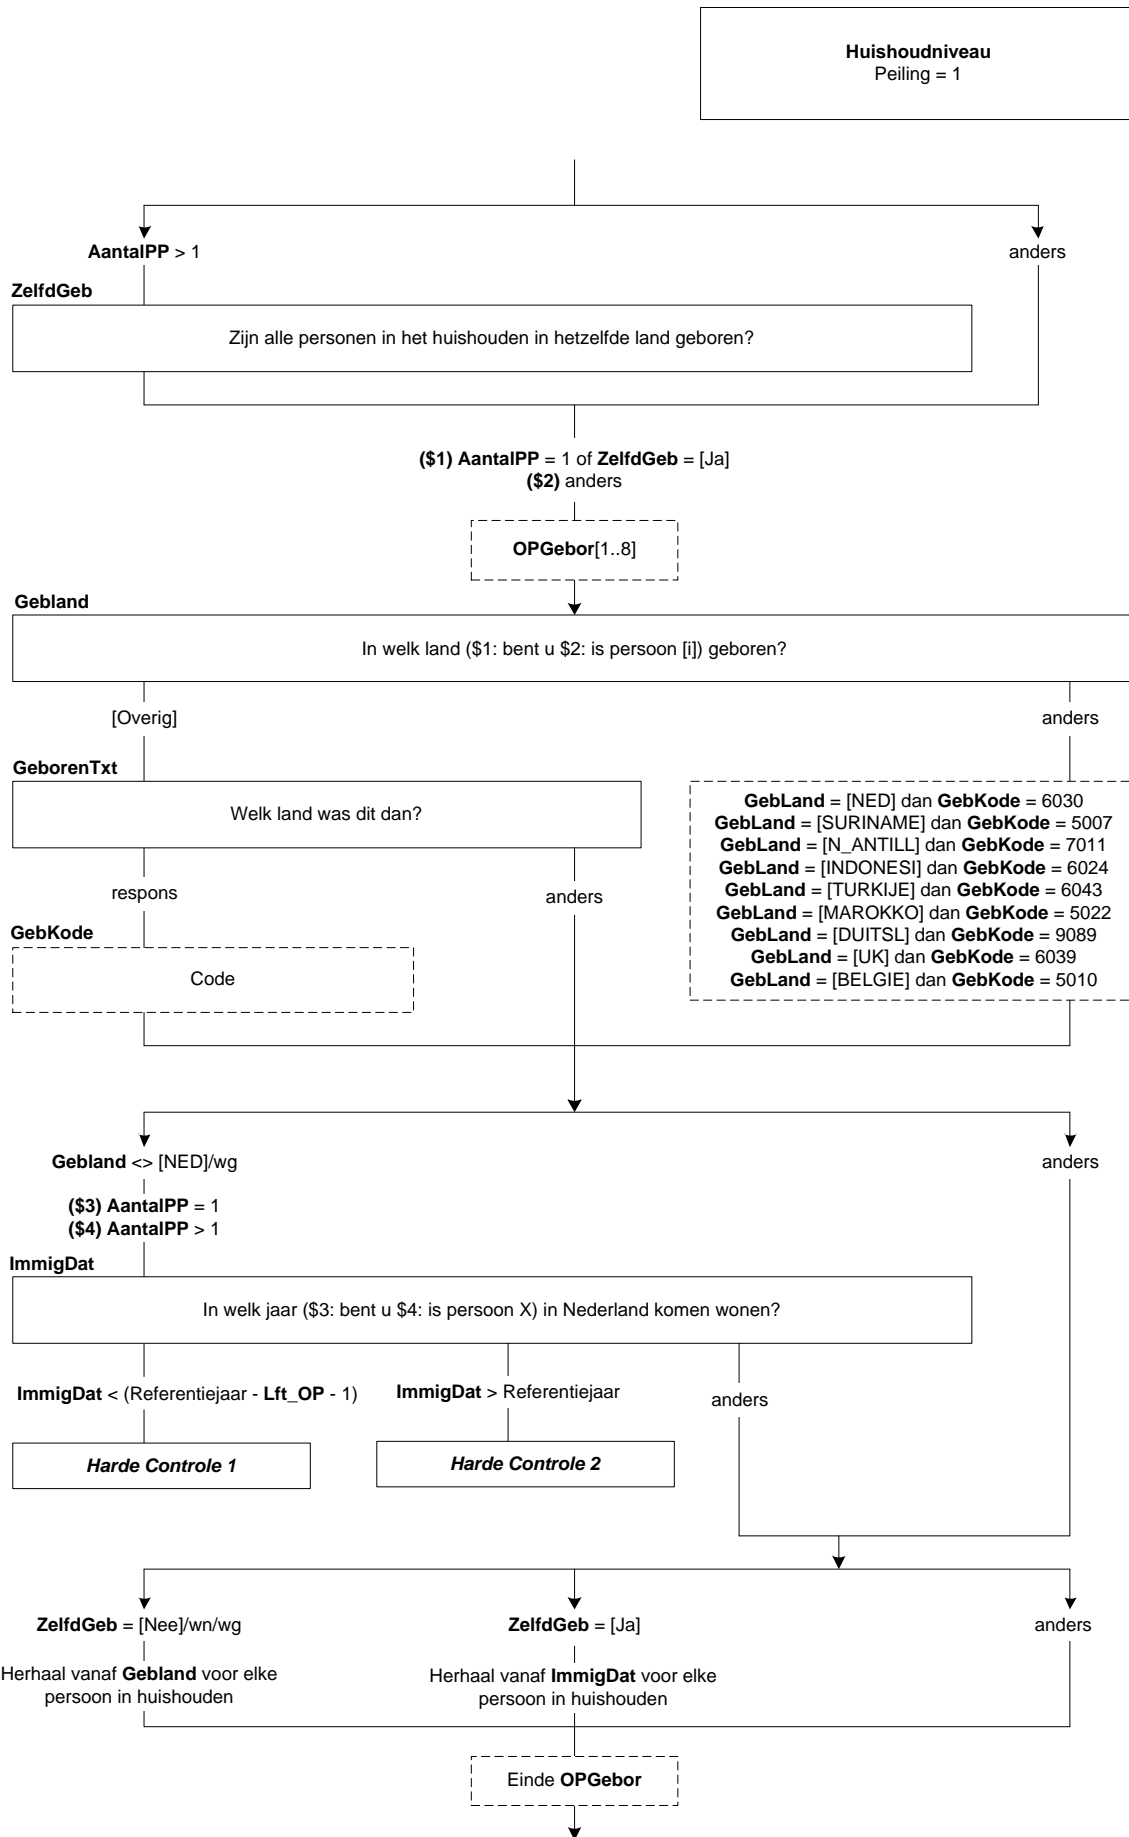 Huishoudniveau
Peiling = 1
AantalPP > 1
anders
ZelfdGeb
Zijn alle personen in het huishouden in hetzelfde land geboren?
($1) AantalPP = 1 of ZelfdGeb = [Ja]
($2) anders
OPGebor[1..8]
Gebland
In welk land ($1: bent u $2: is persoon [i]) geboren?
[Overig]
anders
GeborenTxt
Welk land was dit dan?
GebLand = [NED] dan GebKode = 6030
GebLand = [SURINAME] dan GebKode = 5007
GebLand = [N_ANTILL] dan GebKode = 7011
GebLand = [INDONESI] dan GebKode = 6024
GebLand = [TURKIJE] dan GebKode = 6043
GebLand = [MAROKKO] dan GebKode = 5022
GebLand = [DUITSL] dan GebKode = 9089
GebLand = [UK] dan GebKode = 6039
GebLand = [BELGIE] dan GebKode = 5010
respons
anders
GebKode
Code
Gebland <> [NED]/wg
anders
($3) AantalPP = 1
($4) AantalPP > 1
ImmigDat
In welk jaar ($3: bent u $4: is persoon X) in Nederland komen wonen?
ImmigDat < (Referentiejaar - Lft_OP - 1)
ImmigDat > Referentiejaar
anders
Harde Controle 1
Harde Controle 2
ZelfdGeb = [Nee]/wn/wg
ZelfdGeb = [Ja]
anders
Herhaal vanaf Gebland voor elke
persoon in huishouden
Herhaal vanaf ImmigDat voor elke
persoon in huishouden
Einde OPGebor